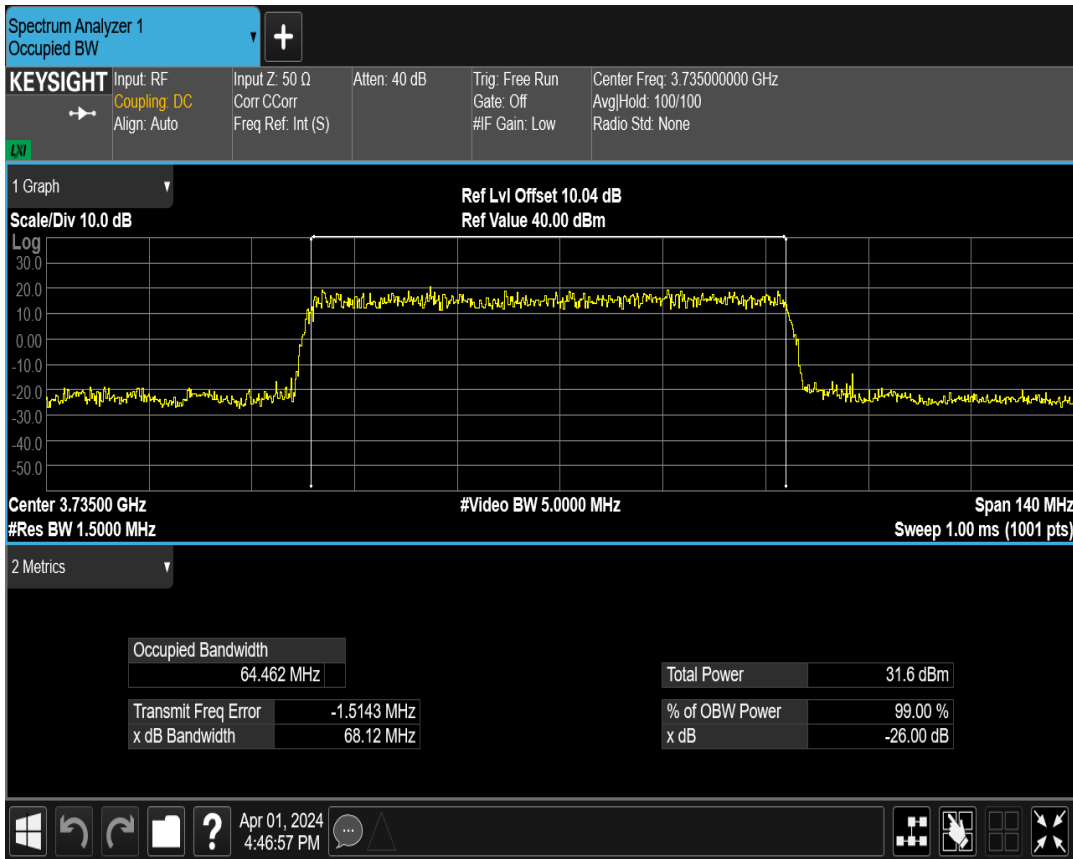 Spectrum Analyzer 1
Occupied BW
KEYSIGHT
LXI
Input: RF
Coupling: DC
Align: Auto
Input Z: 50 Ω
Corr CCorr
Freq Ref: Int (S)
Atten: 40 dB
Trig: Free Run
Gate: Off
#IF Gain: Low
Center Freq: 3.735000000 GHz
Avg|Hold: 100/100
Radio Std: None
1 Graph
Scale/Div 10.0 dB
Ref Lvl Offset 10.04 dB
Ref Value 40.00 dBm
Log
30.0
20.0
10.0
0.00
-10.0
-20.0
-30.0
-40.0
-50.0
Center 3.73500 GHz
#Video BW 5.0000 MHz
Span 140 MHz
#Res BW 1.5000 MHz
Sweep 1.00 ms (1001 pts)
2 Metrics
Occupied Bandwidth
64.462 MHz
Total Power 31.6 dBm
Transmit Freq Error -1.5143 MHz
% of OBW Power 99.00 %
x dB Bandwidth 68.12 MHz
x dB -26.00 dB
?
Apr 01, 2024
4:46:57 PM